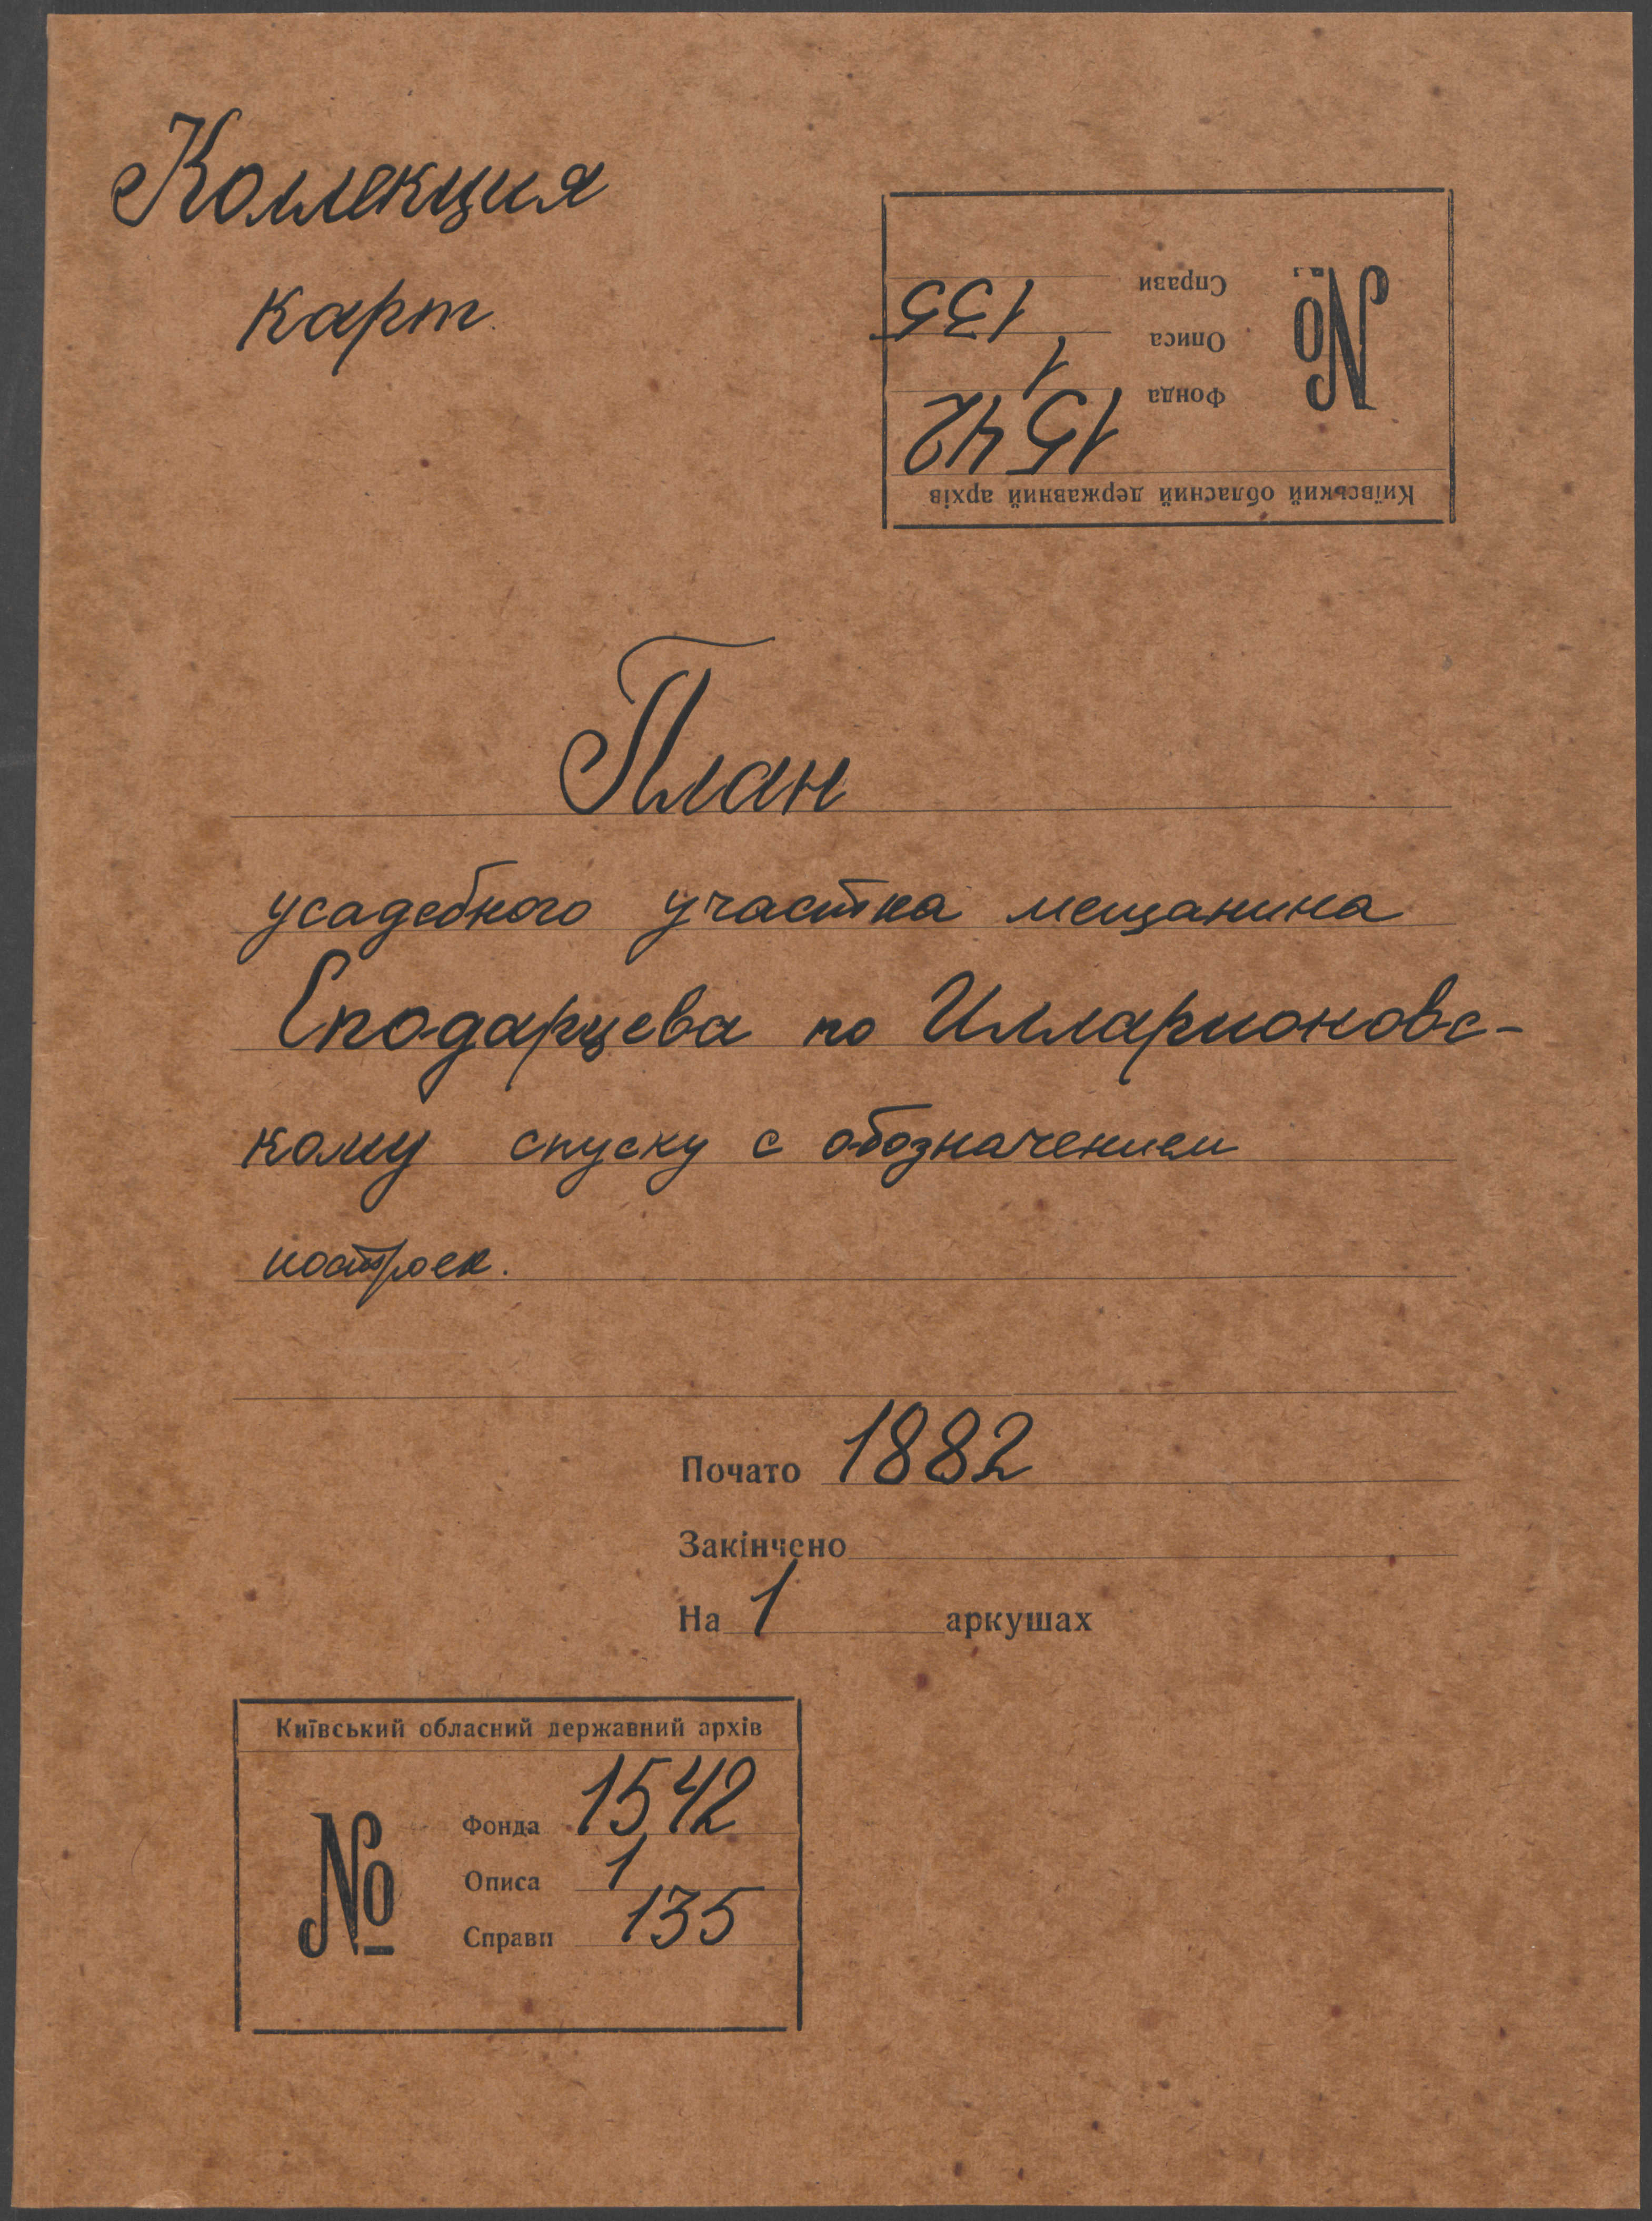 Коллекция
карт
Київський обласний державний архів
№
Фонда 1542
Описа 1
Справи 135
План
усадебного участка мещанина
Сподарцева по Илларионовс-
кому спуску с обозначением
построек.
Почато 1882
Закінчено
На 1 аркушах
Київський обласний державний архів
№
Фонда 1542
Описа 1
Справи 135